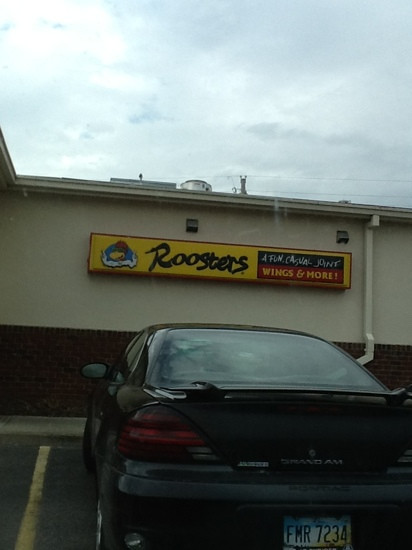 Roosters
A FUN, CASUAL JOINT
WINGS & MORE!
GRAND AM
FMR 7234